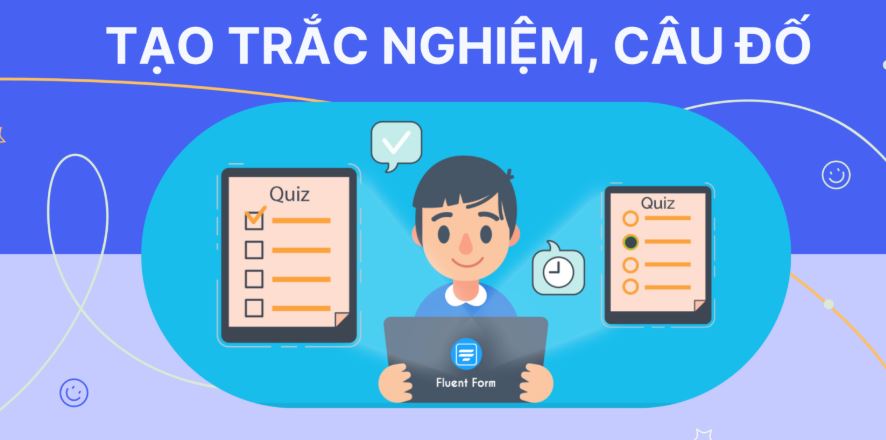 TẠO TRẮC NGHIỆM, CÂU ĐỐ
Quiz
Quiz
Fluent Form